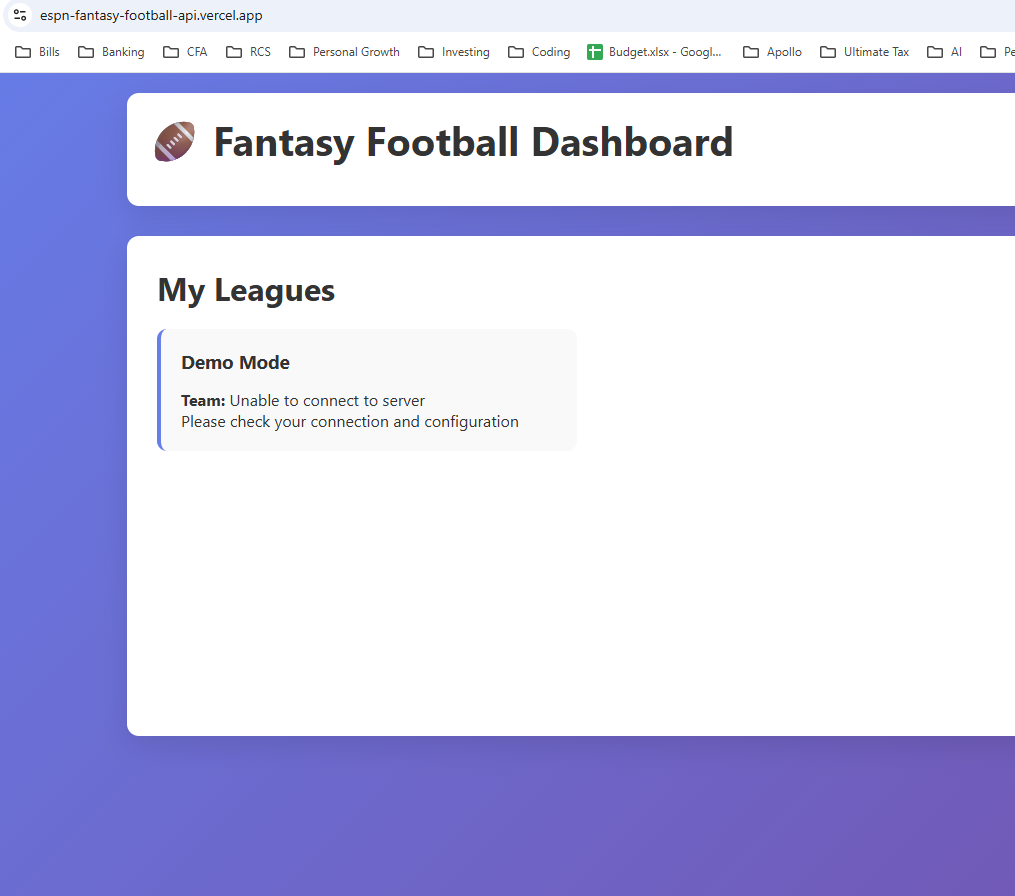 espn-fantasy-football-api.vercel.app
Bills Banking CFA RCS Personal Growth Investing Coding Budget.xlsx - Googl... Apollo Ultimate Tax AI Pe
Fantasy Football Dashboard
My Leagues
Demo Mode
Team: Unable to connect to server
Please check your connection and configuration